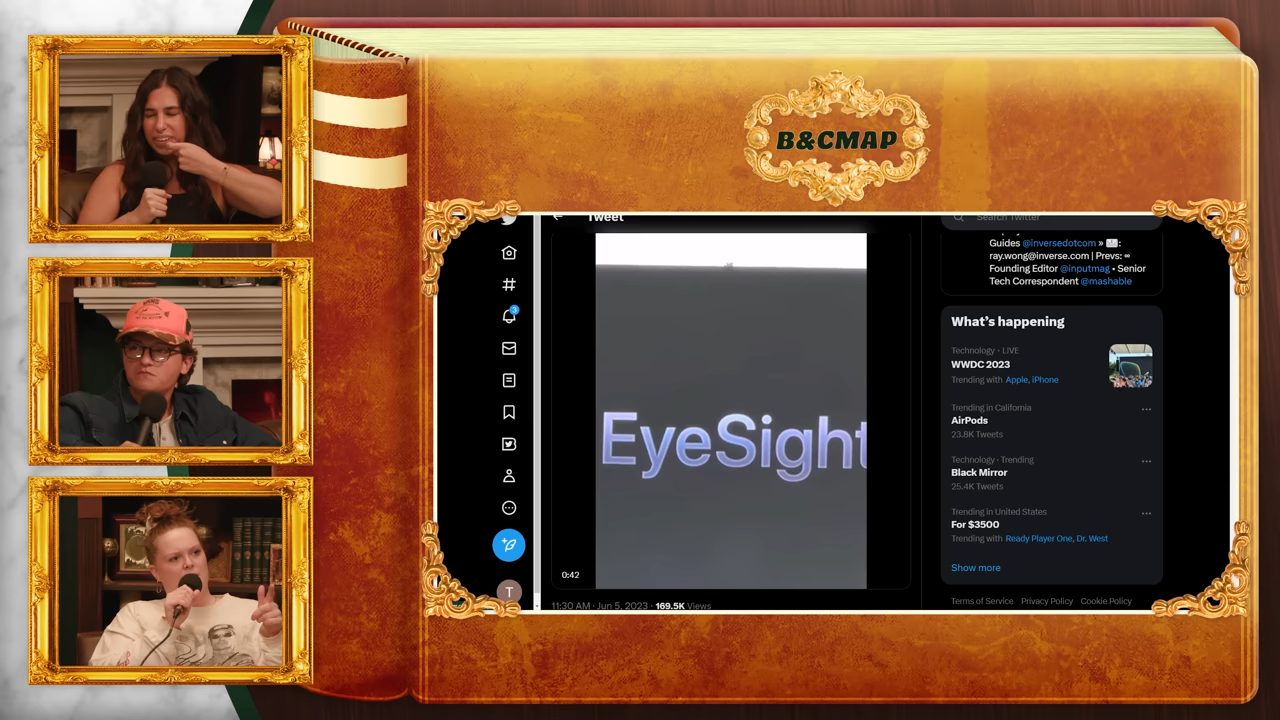 B&CMAP
Tweet
Search Twitter
Guides @inversedotcom » ✉️:
ray.wong@inverse.com | Prevs: ∞
Founding Editor @inputmag • Senior
Tech Correspondent @mashable
What's happening
Technology · LIVE
WWDC 2023
Trending with Apple, iPhone
Trending in California
AirPods
23.8K Tweets
Technology · Trending
Black Mirror
25.4K Tweets
Trending in United States
For $3500
Trending with Ready Player One, Dr. West
Show more
Terms of Service Privacy Policy Cookie Policy
3
T
EyeSight
0:42
11:30 AM · Jun 5, 2023 · 169.5K Views